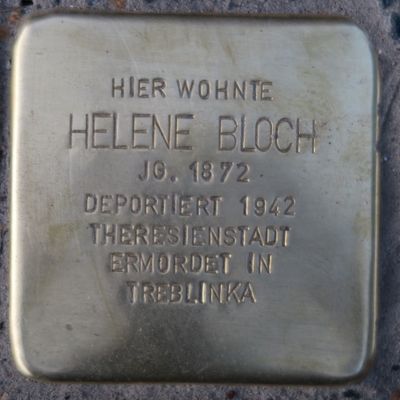 HIER WOHNTE
HELENE BLOCH
JG. 1872
DEPORTIERT 1942
THERESIENSTADT
ERMORDET IN
TREBLINKA